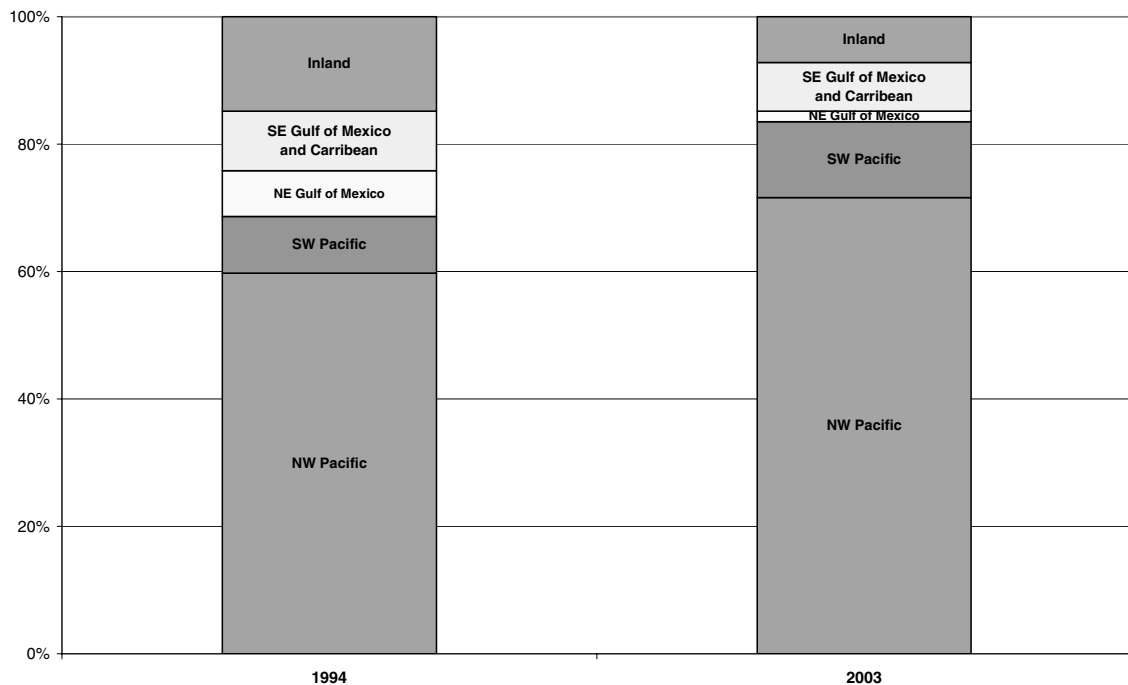 100%
80%
60%
40%
20%
0%
Inland
SE Gulf of Mexico
and Carribean
NE Gulf of Mexico
SW Pacific
NW Pacific
Inland
SE Gulf of Mexico
and Carribean
NE Gulf of Mexico
SW Pacific
NW Pacific
1994
2003